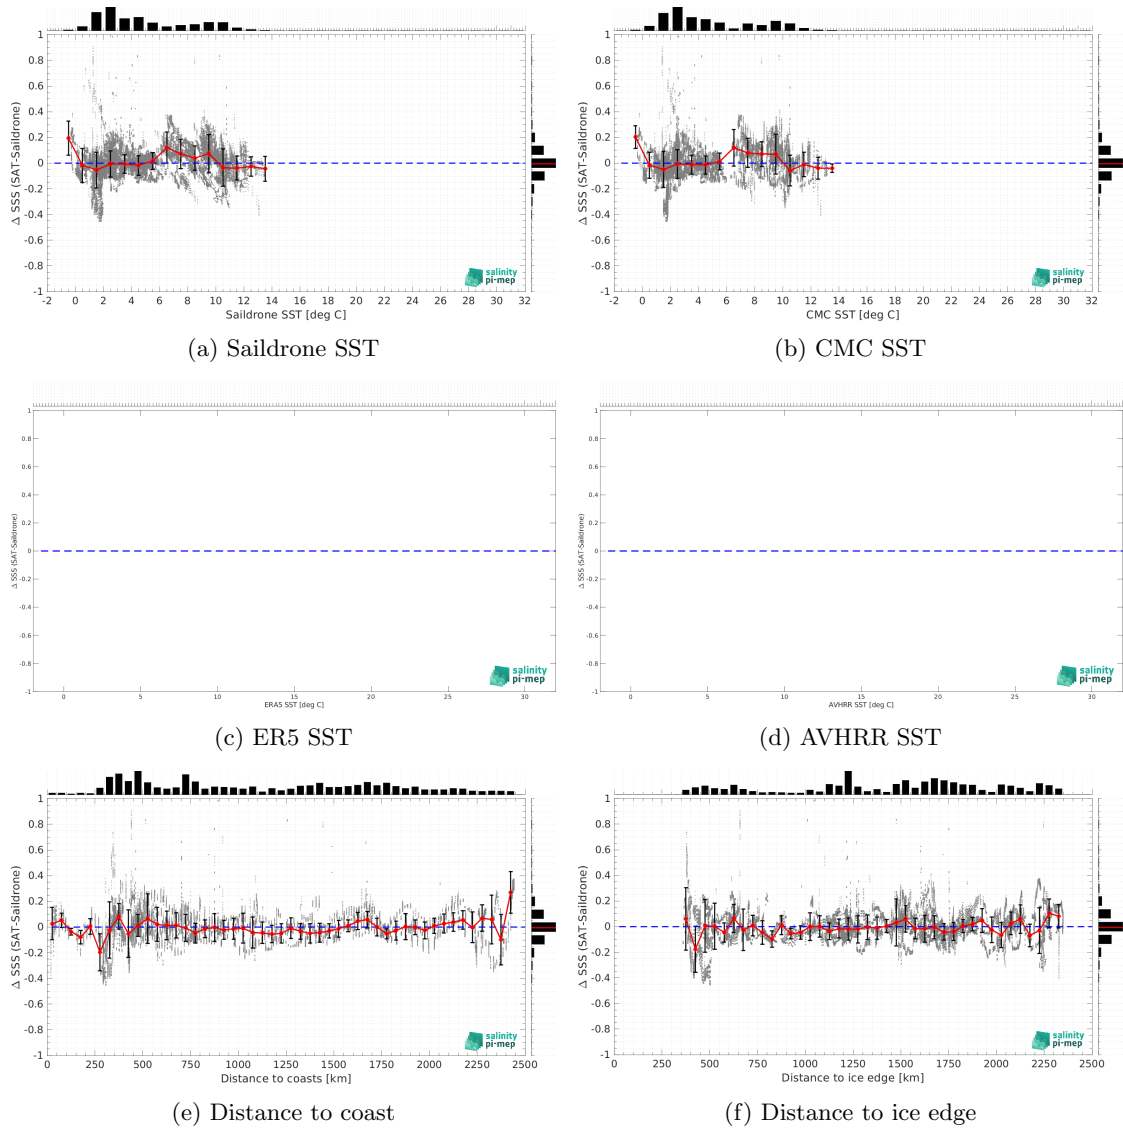 1
0.8
0.6
0.4
0.2
0
-0.2
-0.4
-0.6
-0.8
-1
Δ SSS (SAT-Saildrone)
-2 0 2 4 6 8 10 12 14 16 18 20 22 24 26 28 30 32
Saildrone SST [deg C]
salinity
pi-mep
(a) Saildrone SST
1
0.8
0.6
0.4
0.2
0
-0.2
-0.4
-0.6
-0.8
-1
Δ SSS (SAT-Saildrone)
-2 0 2 4 6 8 10 12 14 16 18 20 22 24 26 28 30 32
CMC SST [deg C]
salinity
pi-mep
(b) CMC SST
1
0.8
0.6
0.4
0.2
0
-0.2
-0.4
-0.6
-0.8
-1
Δ SSS (SAT-Saildrone)
0 5 10 15 20 25 30
ERA5 SST [deg C]
salinity
pi-mep
(c) ER5 SST
1
0.8
0.6
0.4
0.2
0
-0.2
-0.4
-0.6
-0.8
-1
Δ SSS (SAT-Saildrone)
0 5 10 15 20 25 30
AVHRR SST [deg C]
salinity
pi-mep
(d) AVHRR SST
1
0.8
0.6
0.4
0.2
0
-0.2
-0.4
-0.6
-0.8
-1
Δ SSS (SAT-Saildrone)
0 250 500 750 1000 1250 1500 1750 2000 2250 2500
Distance to coasts [km]
salinity
pi-mep
(e) Distance to coast
1
0.8
0.6
0.4
0.2
0
-0.2
-0.4
-0.6
-0.8
-1
Δ SSS (SAT-Saildrone)
0 250 500 750 1000 1250 1500 1750 2000 2250 2500
Distance to ice edge [km]
salinity
pi-mep
(f) Distance to ice edge